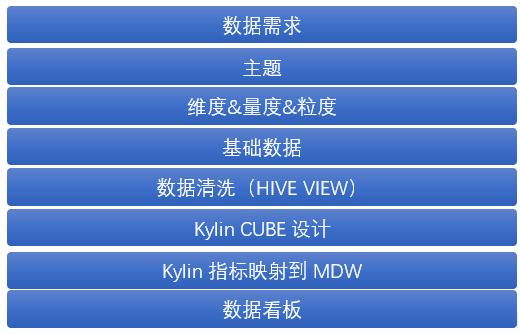 数据需求
主题
维度&量度&粒度
基础数据
数据清洗（HIVE VIEW）
Kylin CUBE 设计
Kylin 指标映射到 MDW
数据看板